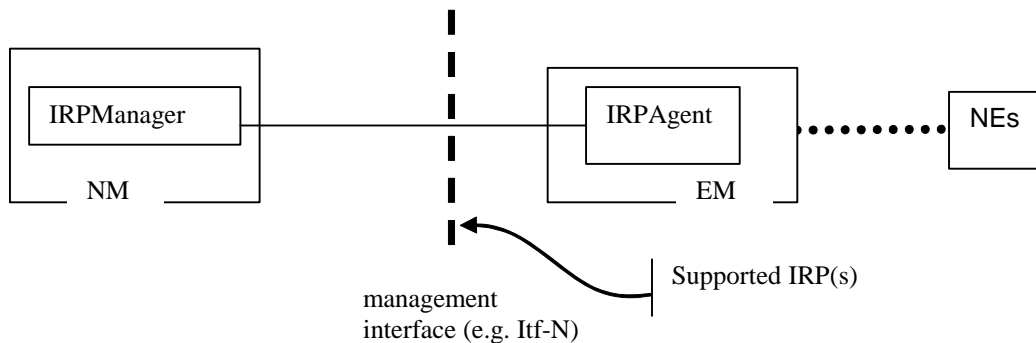 IRPManager
NM
IRPAgent
EM
NEs
Supported IRP(s)
management
interface (e.g. Itf-N)